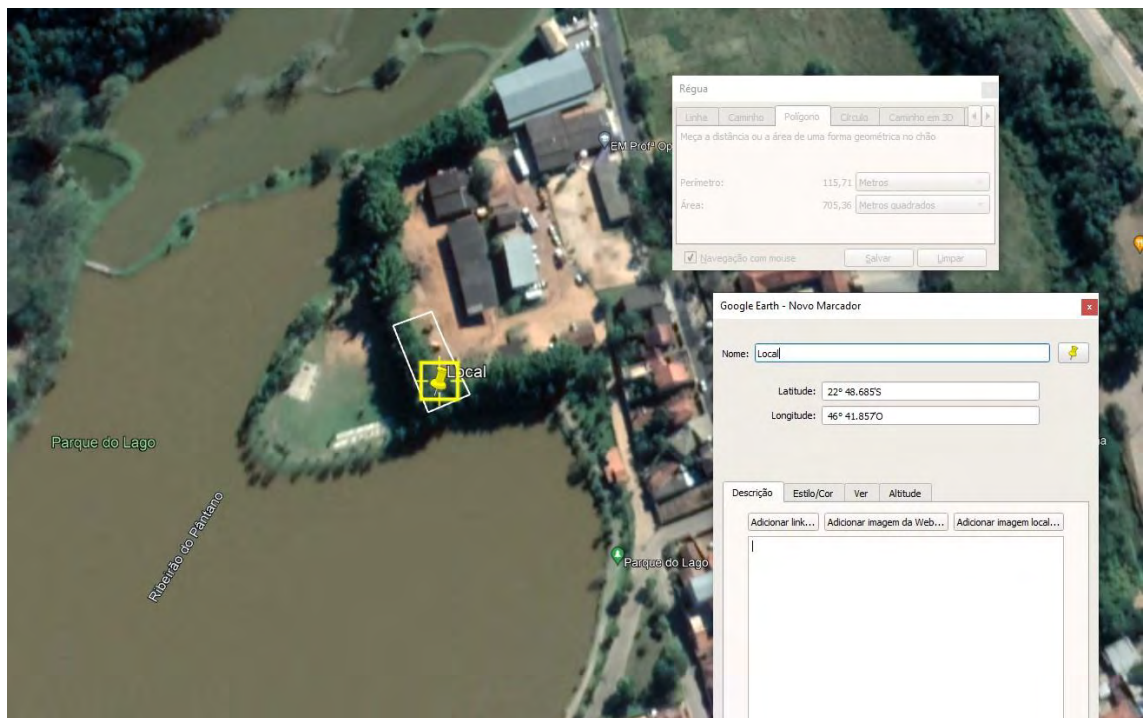 Régua
Linha Caminho Polígono Círculo Caminho em 3D
Meça a distância ou a área de uma forma geométrica no chão
EM Profª Op
Perímetro: 115,71 Metros
Área: 705,36 Metros quadrados
Navegação com mouse Salvar Limpar
Google Earth - Novo Marcador
Nome: Local
Local
Latitude: 22° 48.685'S
Longitude: 46° 41.857'O
Parque do Lago
Descrição Estilo/Cor Ver Altitude
Adicionar link... Adicionar imagem da Web... Adicionar imagem local...
Ribeirão do Pântano
Parque do Lago